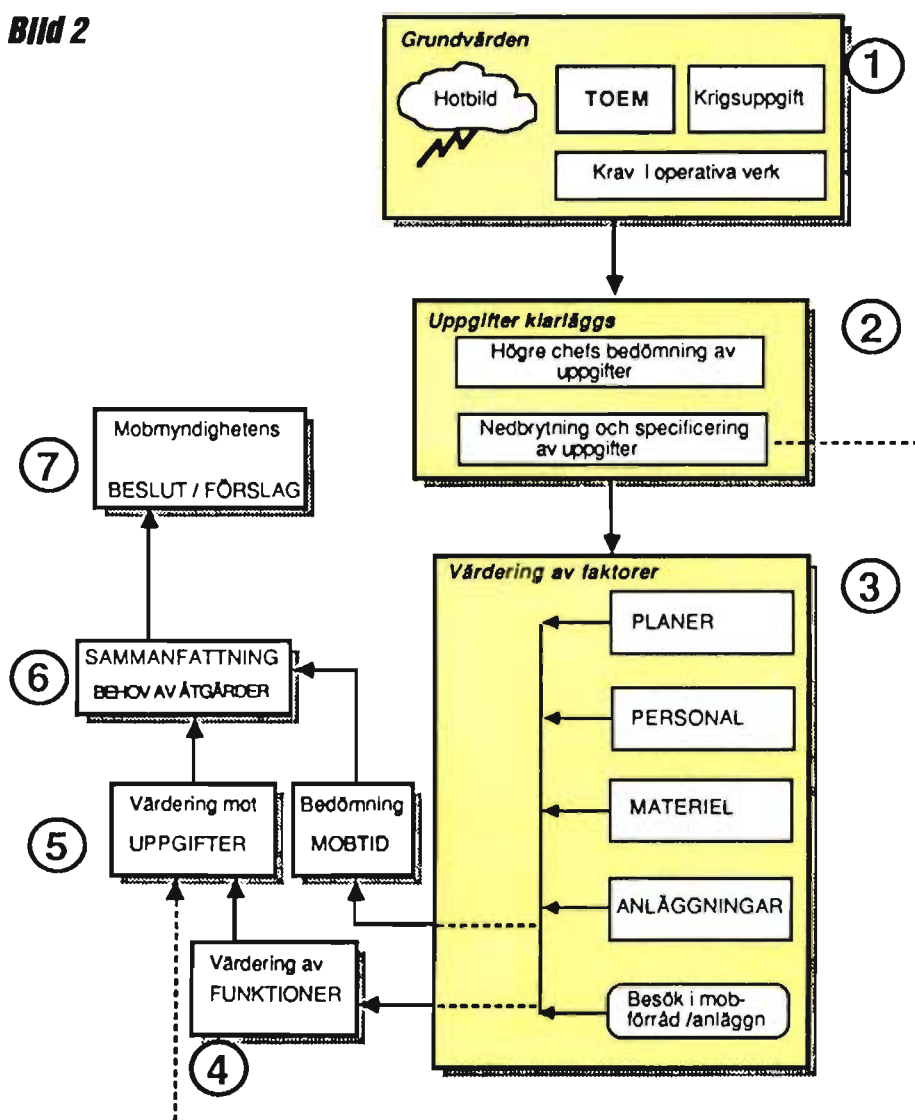 Bild 2
Grundvärden
1
Hotbild
TOEM
Krigsuppgift
Krav I operativa verk
Uppgifter klarläggs
2
Högre chefs bedömning av
uppgifter
Nedbrytning och specificering
av uppgifter
7
Mobmyndighetens
BESLUT / FÖRSLAG
Värdering av faktorer
3
PLANER
PERSONAL
MATERIEL
ANLÄGGNINGAR
Besök i mob-
förråd /anläggn
6
SAMMANFATTNING
BEHOV AV ÅTGÄRDER
5
Värdering mot
UPPGIFTER
Bedömning
MOBTID
Värdering av
FUNKTIONER
4